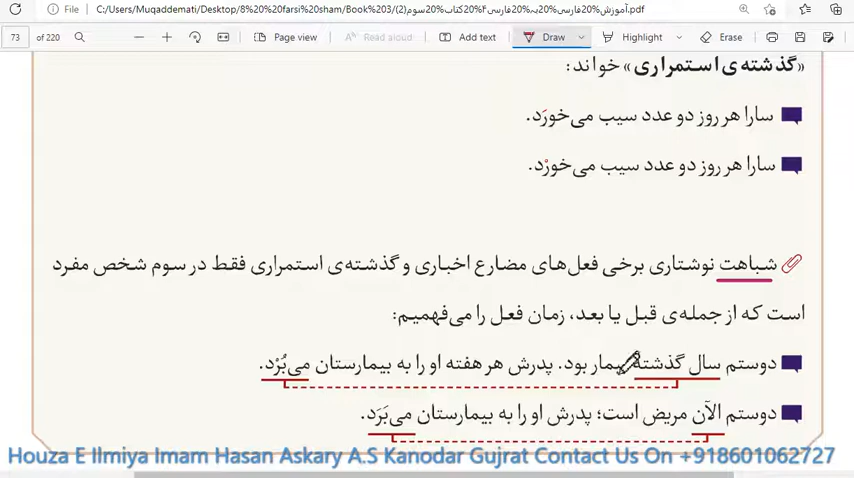 File
C:/Users/Muqaddemati/Desktop/8%20%20farsi%20sham/Book%203/(2)آموزش%20فارسی%20به%20فارسی%20۴%20کتاب%20سوم.pdf
73 of 220
Page view
Read aloud
Add text
Draw
Highlight
Erase
«گذشته‌ی استمراری» خواند:
سارا هر روز دو عدد سیب می‌خورَد.
سارا هر روز دو عدد سیب می‌خورْد.
شباهت نوشتاری برخی فعل‌های مضارع اخباری و گذشته‌ی استمراری فقط در سوم شخص مفرد
است که از جمله‌ی قبل یا بعد، زمان فعل را می‌فهمیم:
دوستم سال گذشته بیمار بود. پدرش هر هفته او را به بیمارستان می‌بُرْد.
دوستم الآن مریض است؛ پدرش او را به بیمارستان می‌بَرَد.
Houza E Ilmiya Imam Hasan Askary A.S Kanodar Gujrat Contact Us On +918601062727